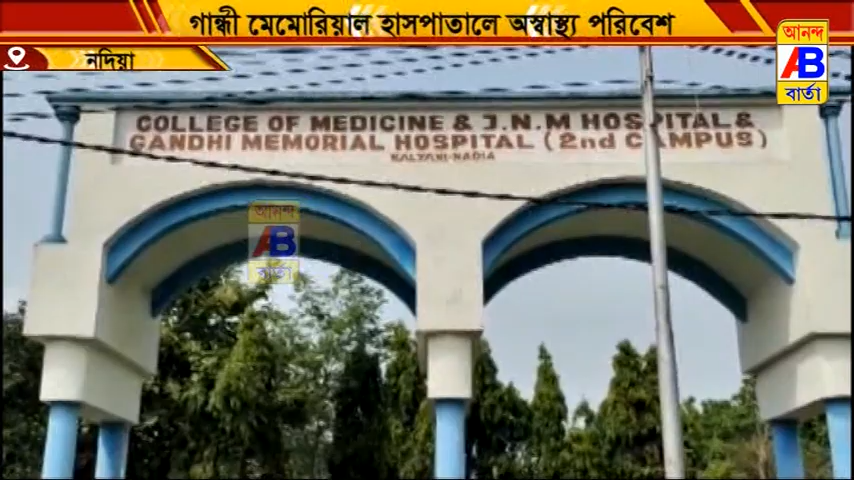 গান্ধী মেমোরিয়াল হাসপাতালে অস্বাস্থ্য পরিবেশ
নদিয়া
আনন্দ
AB
বার্তা
COLLEGE OF MEDICINE & J.N.M HOSPITAL &
GANDHI MEMORIAL HOSPITAL (2nd CAMPUS)
KALYANI-NADIA
আনন্দ
AB
বার্তা